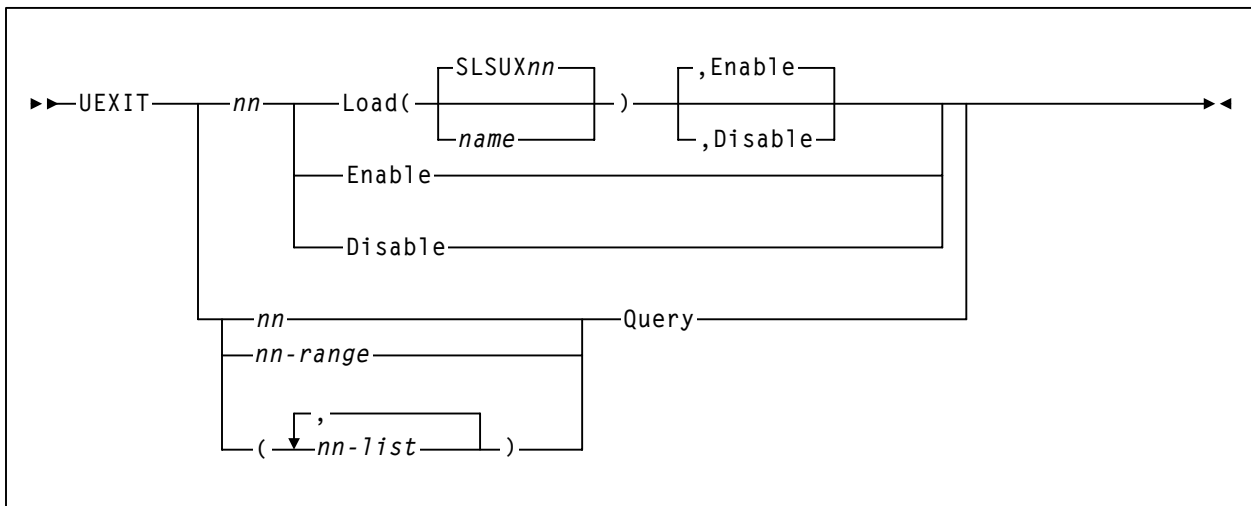 SLSUXnn ,Enable
UEXIT nn Load( )
name ,Disable
Enable
Disable
nn Query
nn-range
,
( nn-list )